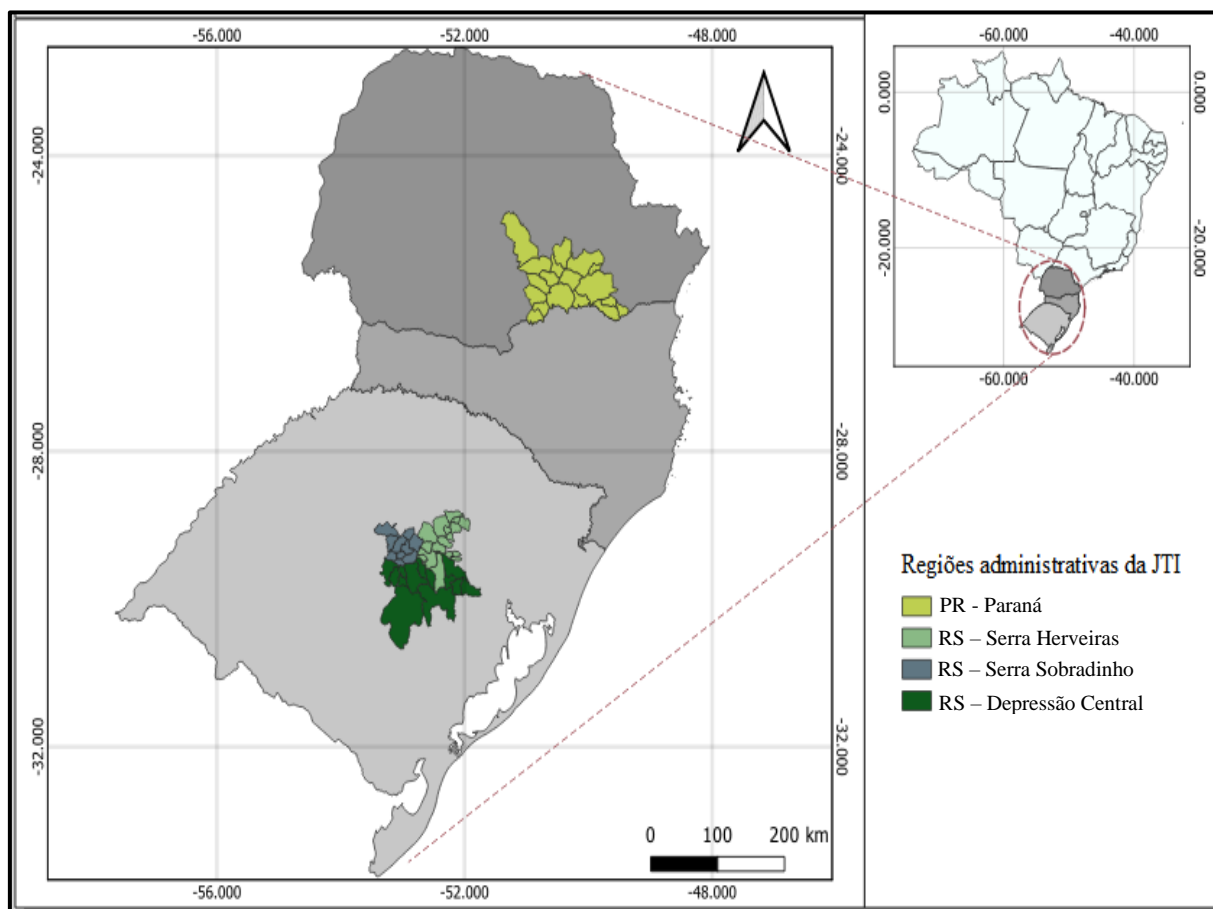 -56.000 -52.000 -48.000
-60.000 -40.000
0.000 0.000
-24.000 -24.000
-20.000 -20.000
-60.000 -40.000
-28.000 -28.000
Regiões administrativas da JTI
PR - Paraná
RS – Serra Herveiras
RS – Serra Sobradinho
RS – Depressão Central
-32.000 -32.000
0 100 200 km
-56.000 -52.000 -48.000